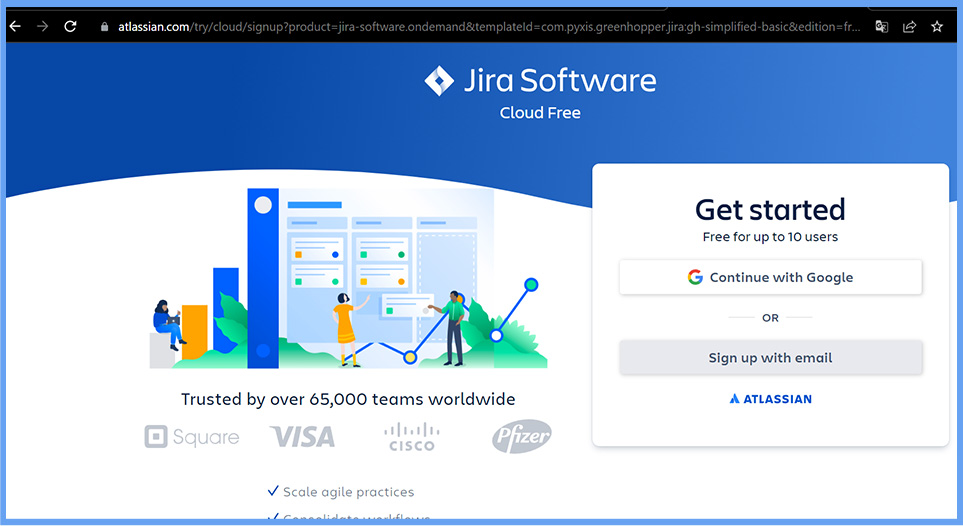 atlassian.com/try/cloud/signup?product=jira-software.ondemand&templateId=com.pyxis.greenhopper.jira:gh-simplified-basic&edition=fr...
Jira Software
Cloud Free
Get started
Free for up to 10 users
Continue with Google
OR
Sign up with email
ATLASSIAN
Trusted by over 65,000 teams worldwide
Square
VISA
CISCO
Pfizer
Scale agile practices
Consolidate workflows